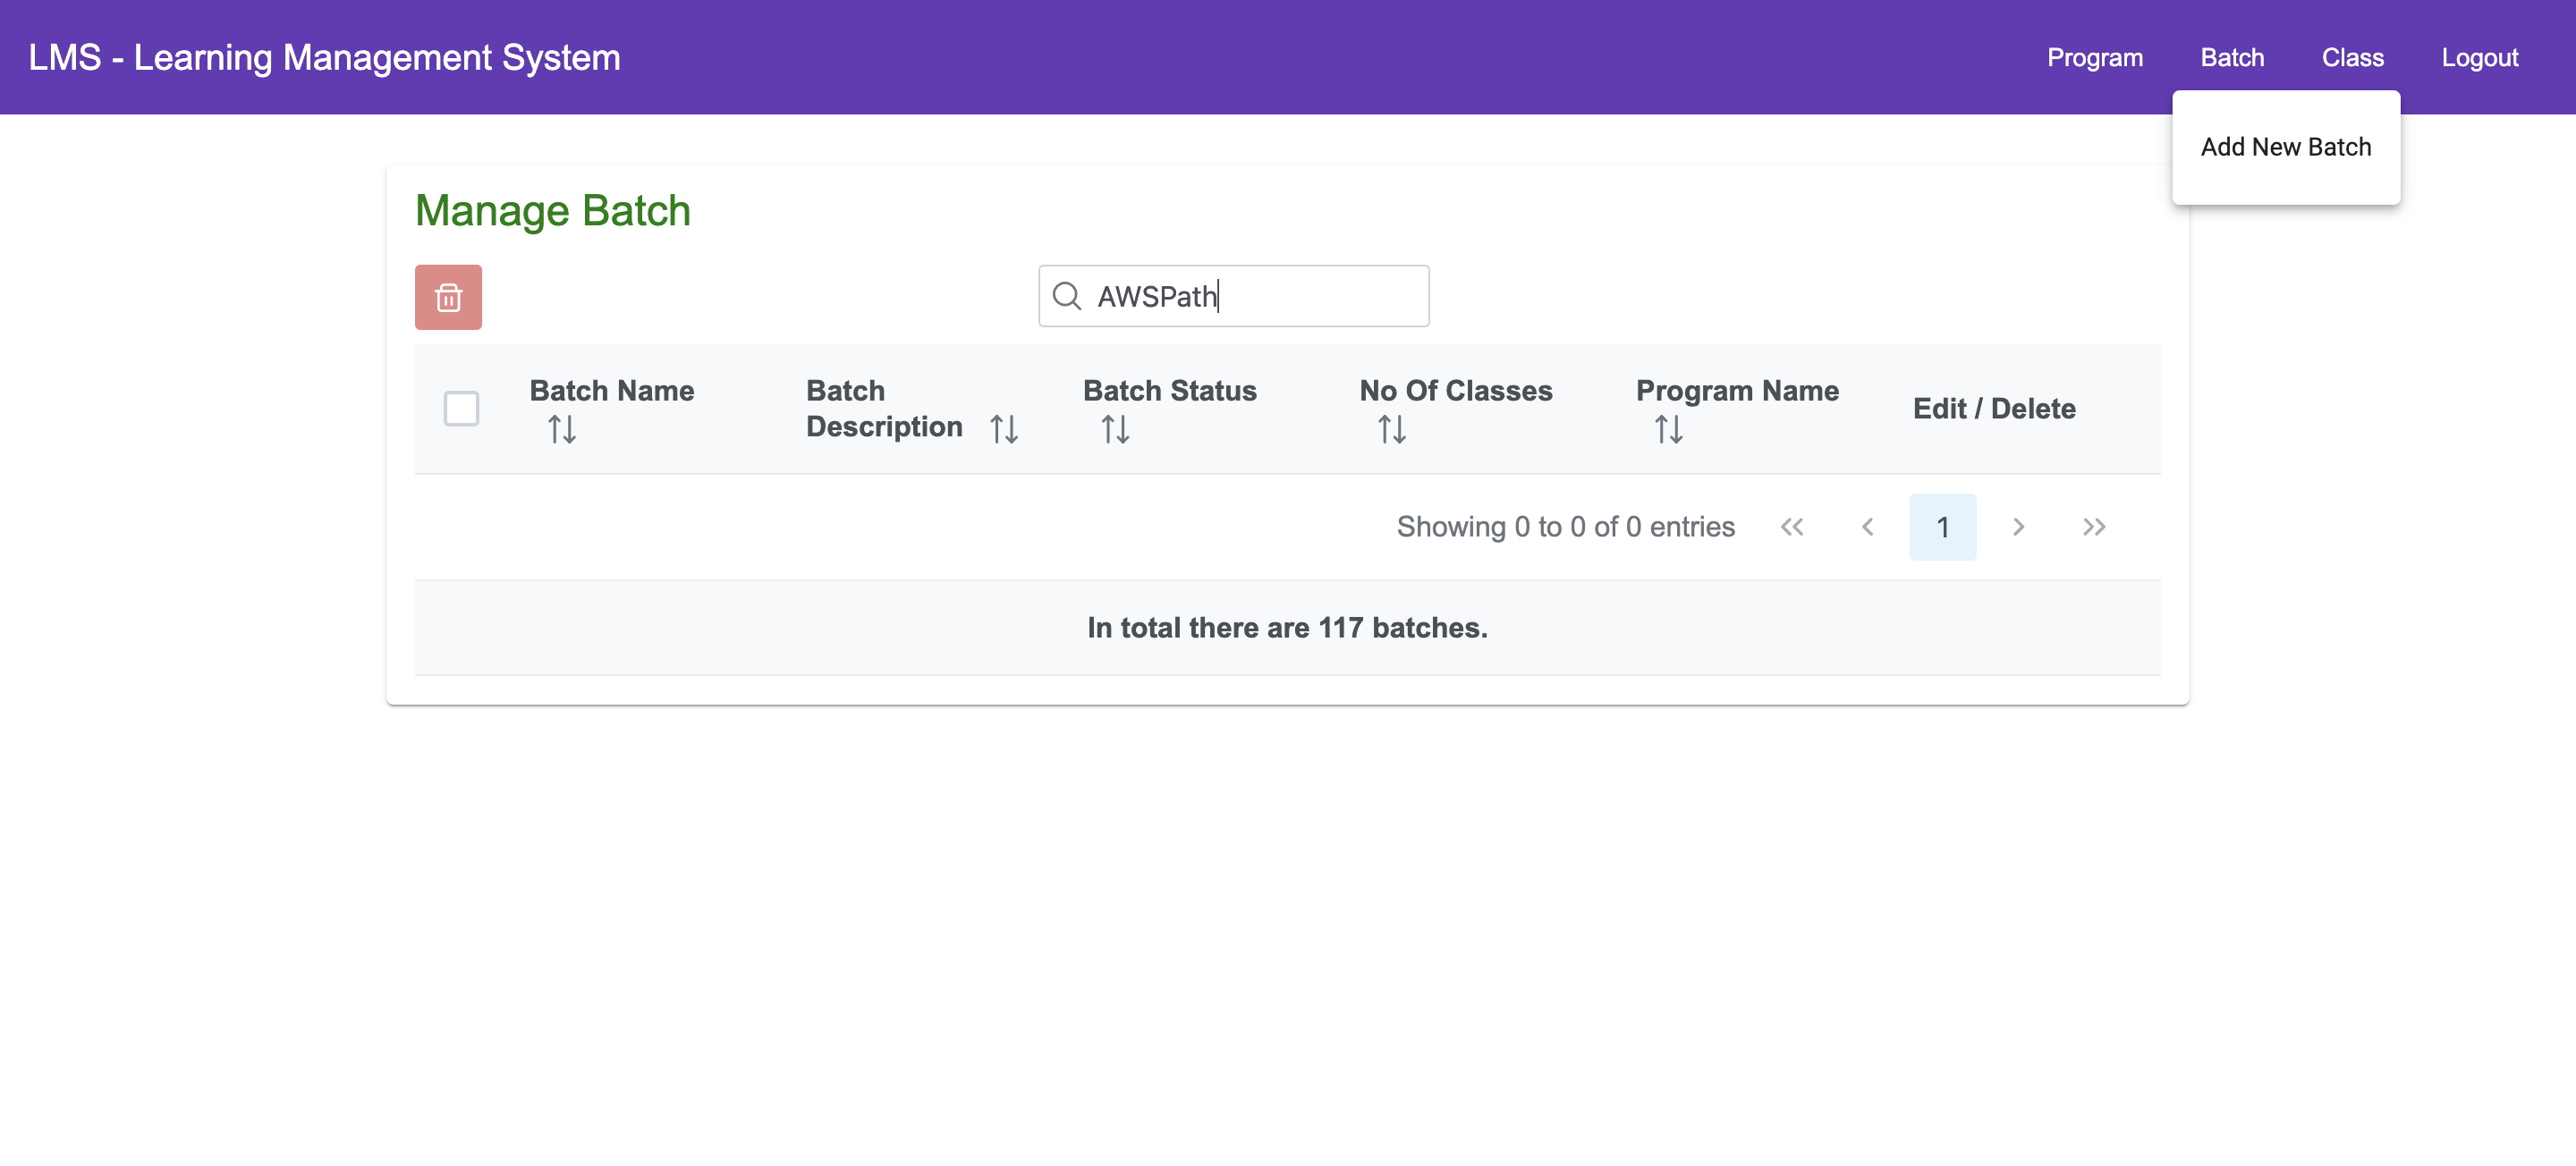 LMS - Learning Management System
Program Batch Class Logout
Add New Batch
Manage Batch
AWSPath
Batch Name
Batch Description
Batch Status
No Of Classes
Program Name
Edit / Delete
Showing 0 to 0 of 0 entries
1
In total there are 117 batches.